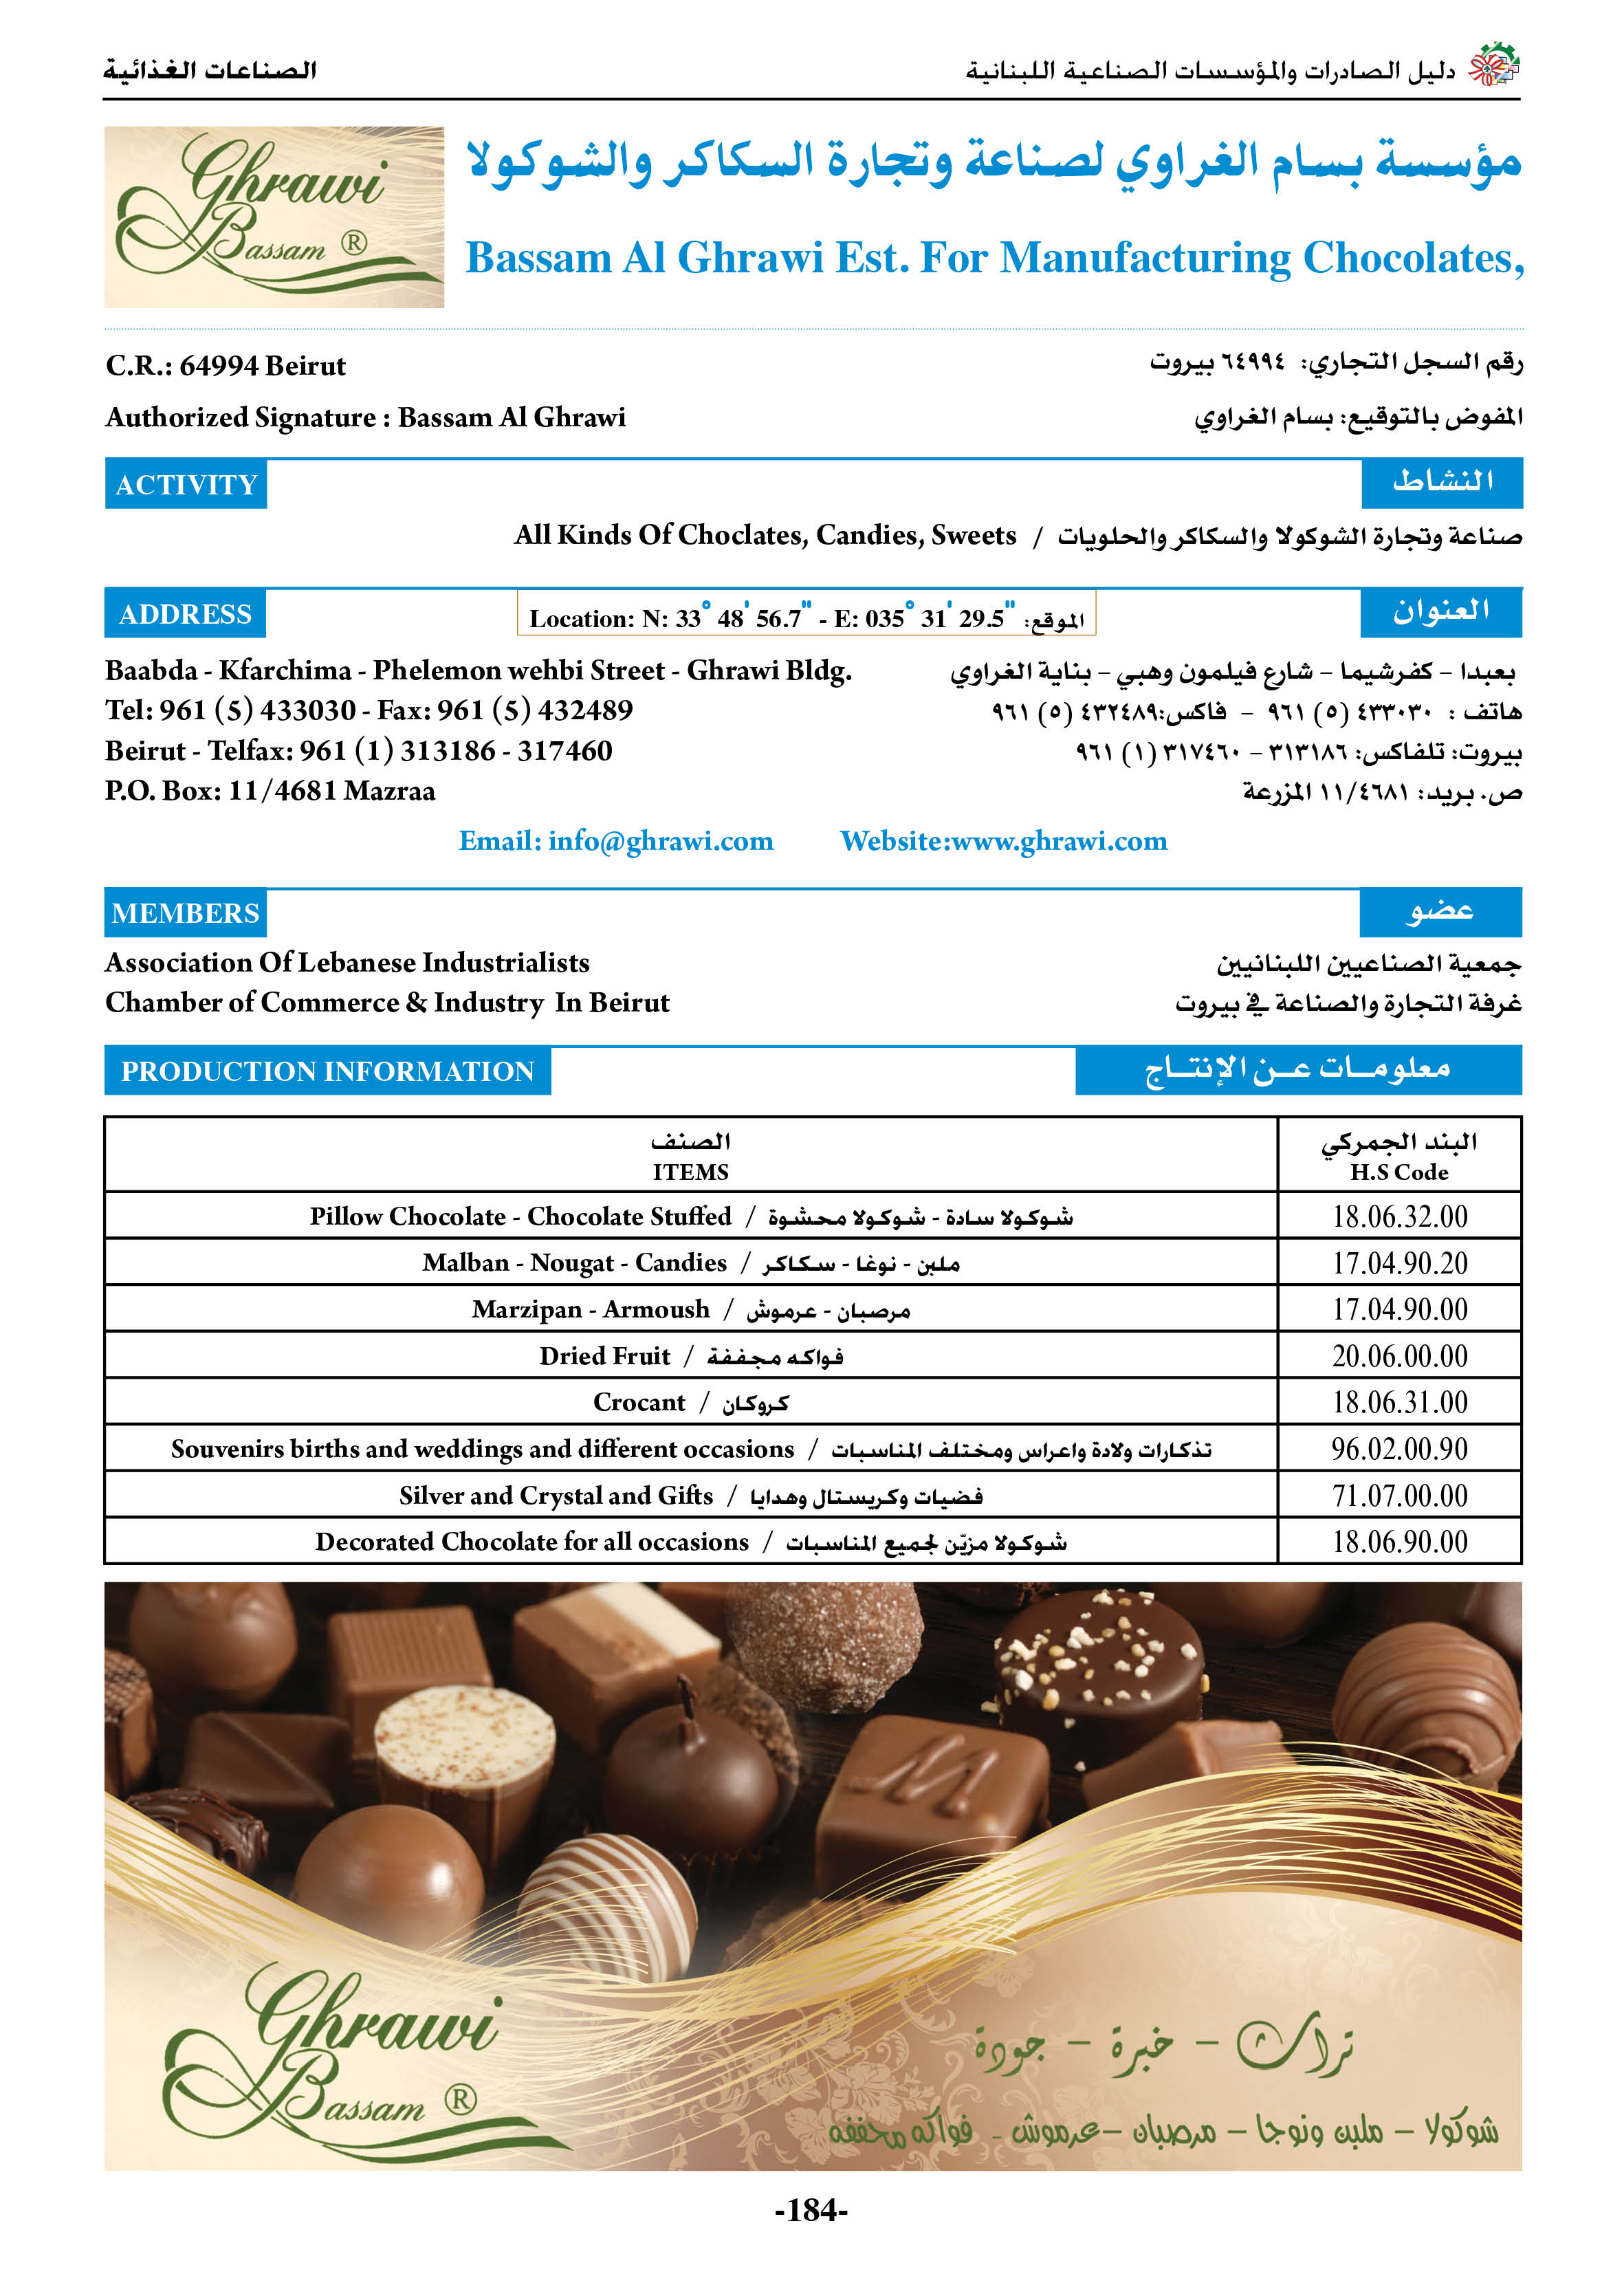 دليل الصادرات والمؤسسات الصناعية اللبنانية
الصناعات الغذائية
Ghrawi
Bassam ®
مؤسسة بسام الغراوي لصناعة وتجارة السكاكر والشوكولا
Bassam Al Ghrawi Est. For Manufacturing Chocolates,
C.R.: 64994 Beirut
رقم السجل التجاري: ٦٤٩٩٤ بيروت
Authorized Signature : Bassam Al Ghrawi
المفوض بالتوقيع: بسام الغراوي
ACTIVITY
النشاط
All Kinds Of Choclates, Candies, Sweets / صناعة وتجارة الشوكولا والسكاكر والحلويات
ADDRESS
Location: N: 33° 48' 56.7" - E: 035° 31' 29.5" الموقع:
العنوان
Baabda - Kfarchima - Phelemon wehbi Street - Ghrawi Bldg.
بعبدا – كفرشيما – شارع فيلمون وهبي – بناية الغراوي
Tel: 961 (5) 433030 - Fax: 961 (5) 432489
هاتف : ٤٣٣٠٣٠ (٥) ٩٦١ – فاكس:٤٣٢٤٨٩ (٥) ٩٦١
Beirut - Telfax: 961 (1) 313186 - 317460
بيروت: تلفاكس: ٣١٣١٨٦ – ٣١٧٤٦٠ (١) ٩٦١
P.O. Box: 11/4681 Mazraa
ص. بريد: ١١/٤٦٨١ المزرعة
Email: info@ghrawi.com Website:www.ghrawi.com
MEMBERS
عضو
Association Of Lebanese Industrialists
جمعية الصناعيين اللبنانيين
Chamber of Commerce & Industry In Beirut
غرفة التجارة والصناعة في بيروت
PRODUCTION INFORMATION
معلومـات عـن الإنتـاج
الصنف
ITEMS
البند الجمركي
H.S Code
Pillow Chocolate - Chocolate Stuffed / شوكولا سادة - شوكولا محشوة 18.06.32.00
Malban - Nougat - Candies / ملبن - نوغا - سكاكر 17.04.90.20
Marzipan - Armoush / مرصبان - عرموش 17.04.90.00
Dried Fruit / فواكه مجففة 20.06.00.00
Crocant / كروكان 18.06.31.00
Souvenirs births and weddings and different occasions / تذكارات ولادة واعراس ومختلف المناسبات 96.02.00.90
Silver and Crystal and Gifts / فضيات وكريستال وهدايا 71.07.00.00
Decorated Chocolate for all occasions / شوكولا مزيّن لجميع المناسبات 18.06.90.00
Ghrawi
Bassam ®
تراث – خبرة – جودة
شوكولا – ملبن ونوجا – مرصبان –عرموش - فواكه مجففه
-184-